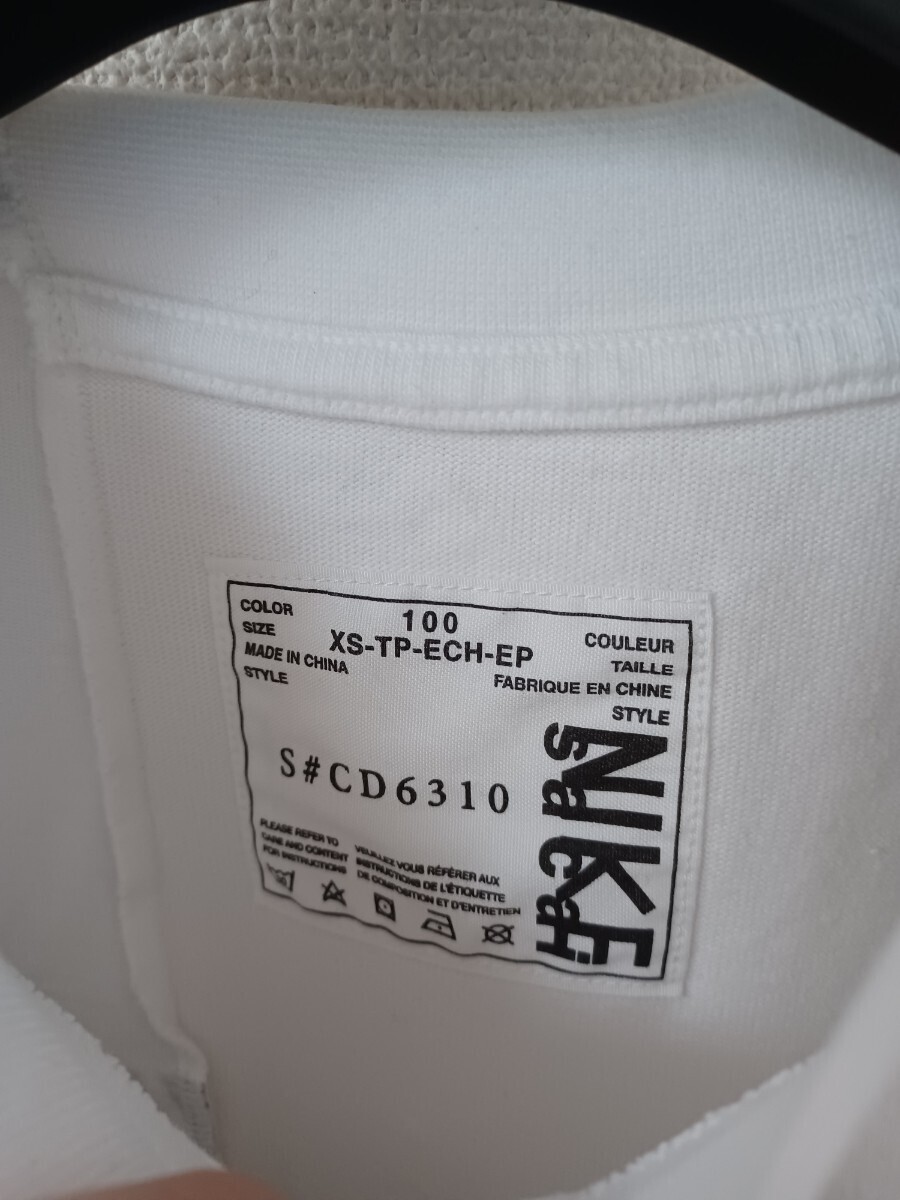 COLOR 100 COULEUR
SIZE XS-TP-ECH-EP TAILLE
MADE IN CHINA FABRIQUE EN CHINE
STYLE STYLE
S#CD6310
NIKE
sacai
PLEASE REFER TO
CARE AND CONTENT
FOR INSTRUCTIONS
VEUILLEZ VOUS RÉFÉRER AUX
INSTRUCTIONS DE L'ÉTIQUETTE
DE COMPOSITION ET D'ENTRETIEN